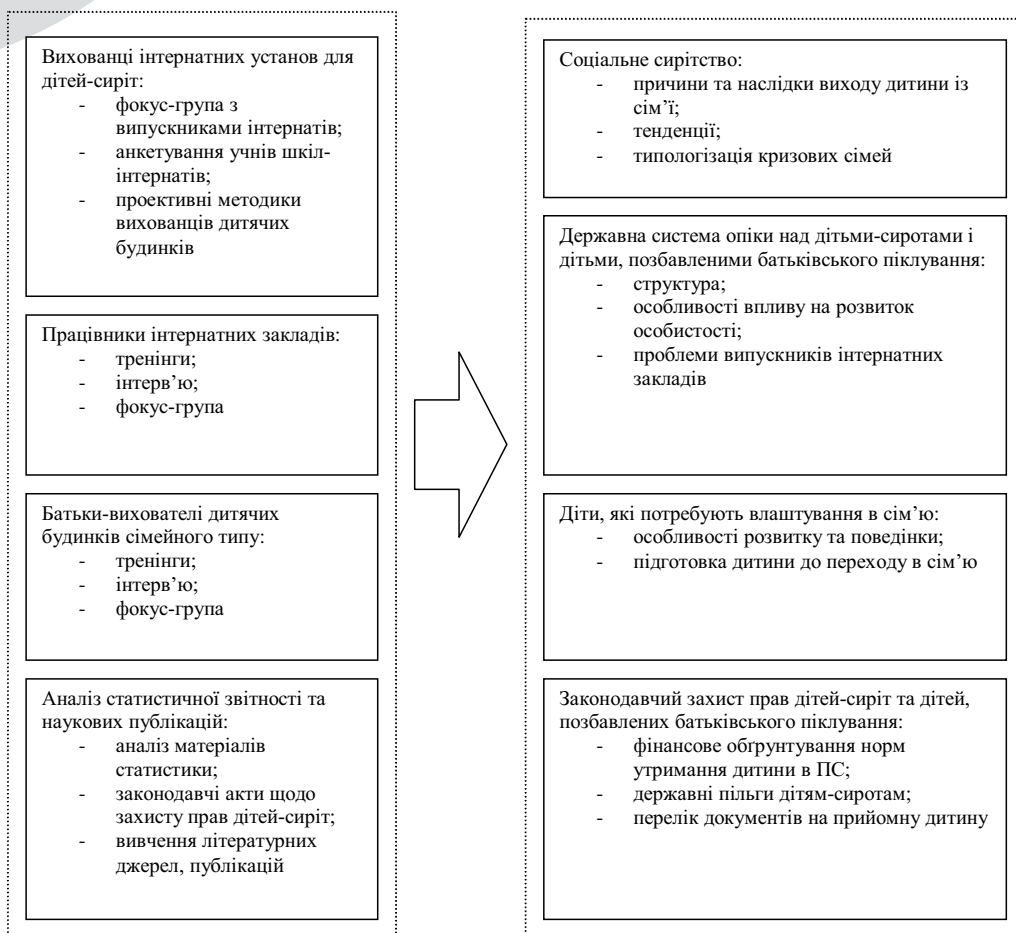 Вихованці інтернатних установ для
дітей-сиріт:
- фокус-група з
випускниками інтернатів;
- анкетування учнів шкіл-
інтернатів;
- проективні методики
вихованців дитячих
будинків
Працівники інтернатних закладів:
- тренінги;
- інтерв’ю;
- фокус-група
Батьки-вихователі дитячих
будинків сімейного типу:
- тренінги;
- інтерв’ю;
- фокус-група
Аналіз статистичної звітності та
наукових публікацій:
- аналіз матеріалів
статистики;
- законодавчі акти щодо
захисту прав дітей-сиріт;
- вивчення літературних
джерел, публікацій
Соціальне сирітство:
- причини та наслідки виходу дитини із
сім’ї;
- тенденції;
- типологізація кризових сімей
Державна система опіки над дітьми-сиротами і
дітьми, позбавленими батьківського піклування:
- структура;
- особливості впливу на розвиток
особистості;
- проблеми випускників інтернатних
закладів
Діти, які потребують влаштування в сім’ю:
- особливості розвитку та поведінки;
- підготовка дитини до переходу в сім’ю
Законодавчий захист прав дітей-сиріт та дітей,
позбавлених батьківського піклування:
- фінансове обґрунтування норм
утримання дитини в ПС;
- державні пільги дітям-сиротам;
- перелік документів на прийомну дитину